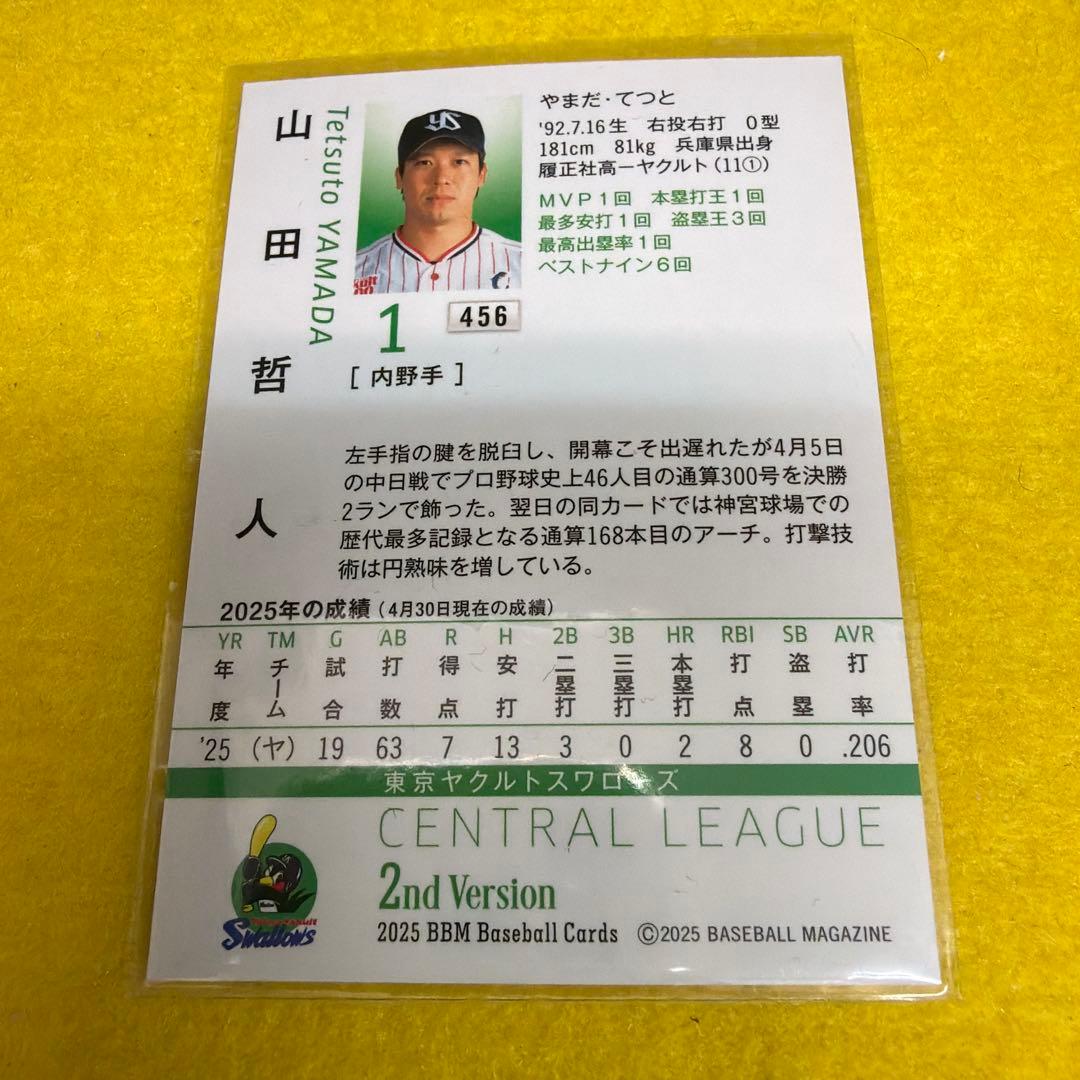 山田哲人
Tetsuto YAMADA
やまだ・てつと
'92.7.16生 右投右打 O型
181cm 81kg 兵庫県出身
履正社高ーヤクルト(11①)
MVP1回 本塁打王1回
最多安打1回 盗塁王3回
最高出塁率1回
ベストナイン6回
1
456
[ 内野手 ]
左手指の腱を脱臼し、開幕こそ出遅れたが4月5日
の中日戦でプロ野球史上46人目の通算300号を決勝
2ランで飾った。翌日の同カードでは神宮球場での
歴代最多記録となる通算168本目のアーチ。打撃技
術は円熟味を増している。
2025年の成績(4月30日現在の成績)
YR TM G AB R H 2B 3B HR RBI SB AVR
年度 チーム 試合 打数 得点 安打 二塁打 三塁打 本塁打 打点 盗塁 打率
'25 (ヤ) 19 63 7 13 3 0 2 8 0 .206
東京ヤクルトスワローズ
CENTRAL LEAGUE
2nd Version
2025 BBM Baseball Cards ©2025 BASEBALL MAGAZINE
Swallows